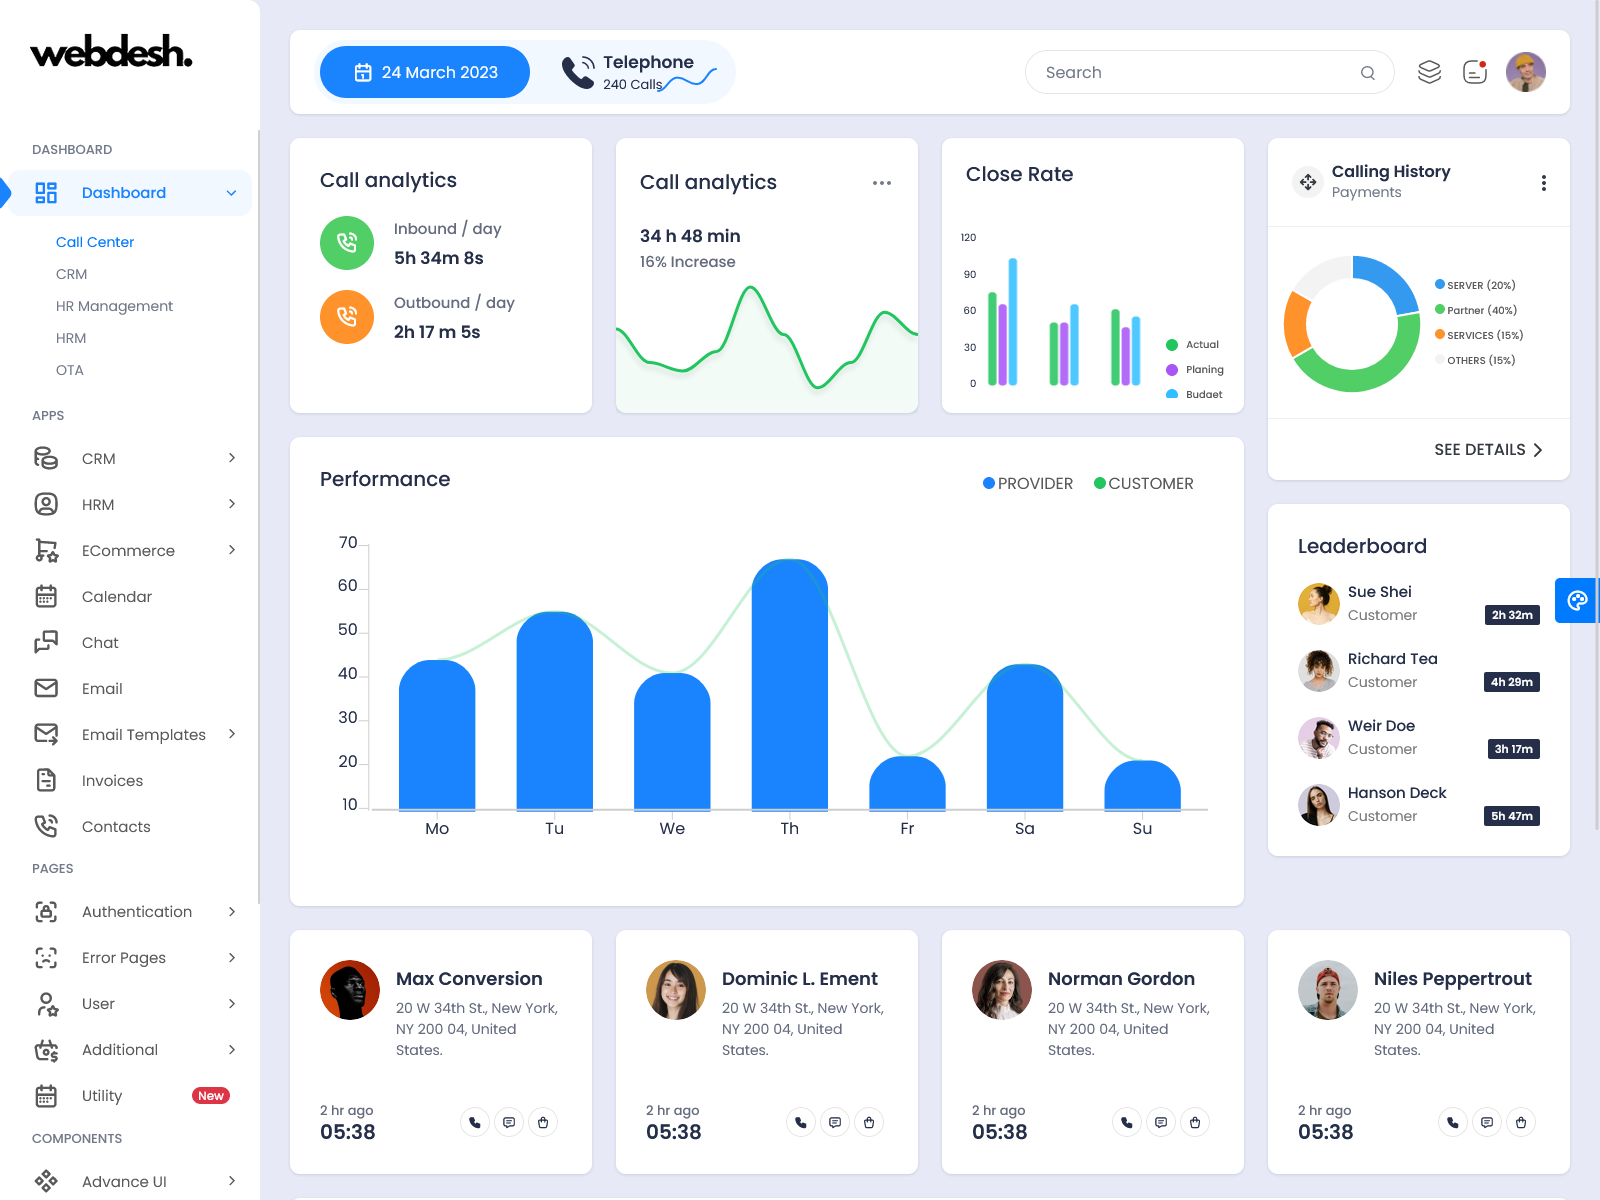 webdesh.
DASHBOARD
Dashboard
Call Center
CRM
HR Management
HRM
OTA
APPS
CRM
HRM
ECommerce
Calendar
Chat
Email
Email Templates
Invoices
Contacts
PAGES
Authentication
Error Pages
User
Additional
Utility New
COMPONENTS
Advance UI
24 March 2023
Telephone
240 Calls
Search
Call analytics
Inbound / day
5h 34m 8s
Outbound / day
2h 17 m 5s
Call analytics
34 h 48 min
16% Increase
Close Rate
120
90
60
30
0
Actual
Planing
Budget
Calling History
Payments
SERVER (20%)
Partner (40%)
SERVICES (15%)
OTHERS (15%)
SEE DETAILS
Performance
PROVIDER CUSTOMER
70
60
50
40
30
20
10
Mo Tu We Th Fr Sa Su
Leaderboard
Sue Shei
Customer 2h 32m
Richard Tea
Customer 4h 29m
Weir Doe
Customer 3h 17m
Hanson Deck
Customer 5h 47m
Max Conversion
20 W 34th St., New York,
NY 200 04, United
States.
2 hr ago
05:38
Dominic L. Ement
20 W 34th St., New York,
NY 200 04, United
States.
2 hr ago
05:38
Norman Gordon
20 W 34th St., New York,
NY 200 04, United
States.
2 hr ago
05:38
Niles Peppertrout
20 W 34th St., New York,
NY 200 04, United
States.
2 hr ago
05:38